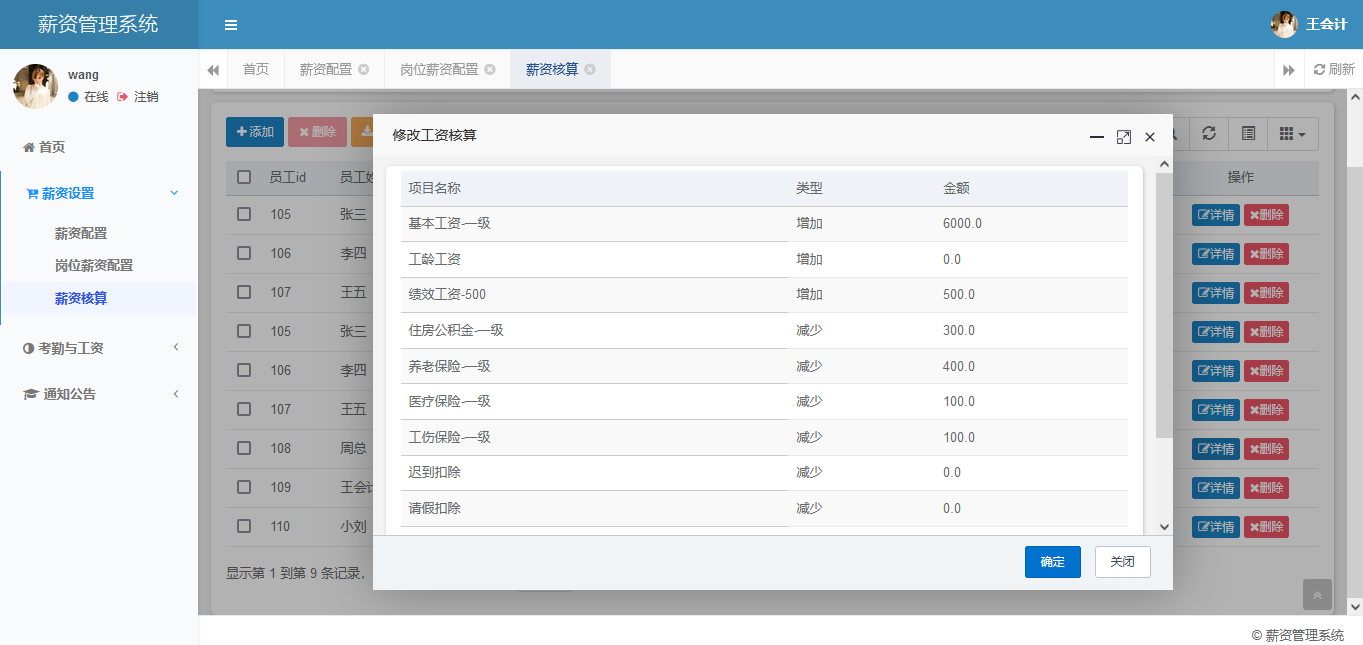 薪资管理系统
王会计
wang
在线 注销
首页 薪资配置 岗位薪资配置 薪资核算 刷新
首页
薪资设置
薪资配置
岗位薪资配置
薪资核算
考勤与工资
通知公告
添加 删除
修改工资核算
员工id 员工姓 操作
105 张三 详情 删除
106 李四 详情 删除
107 王五 详情 删除
105 张三 详情 删除
106 李四 详情 删除
107 王五 详情 删除
108 周总 详情 删除
109 王会计 详情 删除
110 小刘 详情 删除
项目名称 类型 金额
基本工资-一级 增加 6000.0
工龄工资 增加 0.0
绩效工资-500 增加 500.0
住房公积金-一级 减少 300.0
养老保险-一级 减少 400.0
医疗保险-一级 减少 100.0
工伤保险-一级 减少 100.0
迟到扣除 减少 0.0
请假扣除 减少 0.0
确定 关闭
显示第 1 到第 9 条记录，
© 薪资管理系统